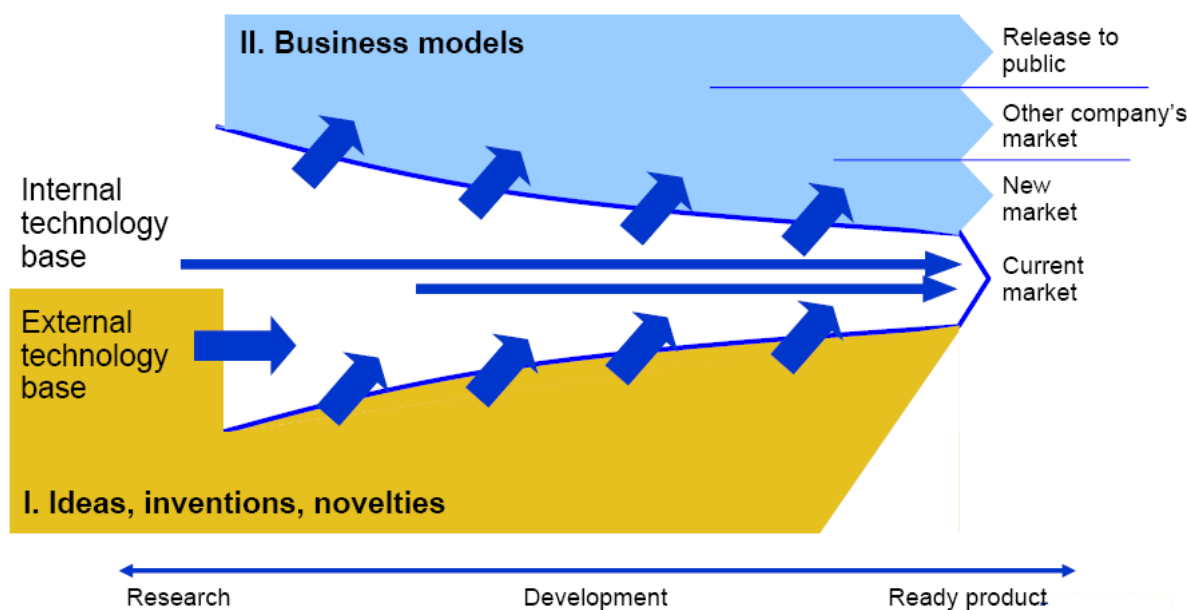 II. Business models
Release to
public
Other company's
market
New
market
Internal
technology
base
Current
market
External
technology
base
I. Ideas, inventions, novelties
Research
Development
Ready product